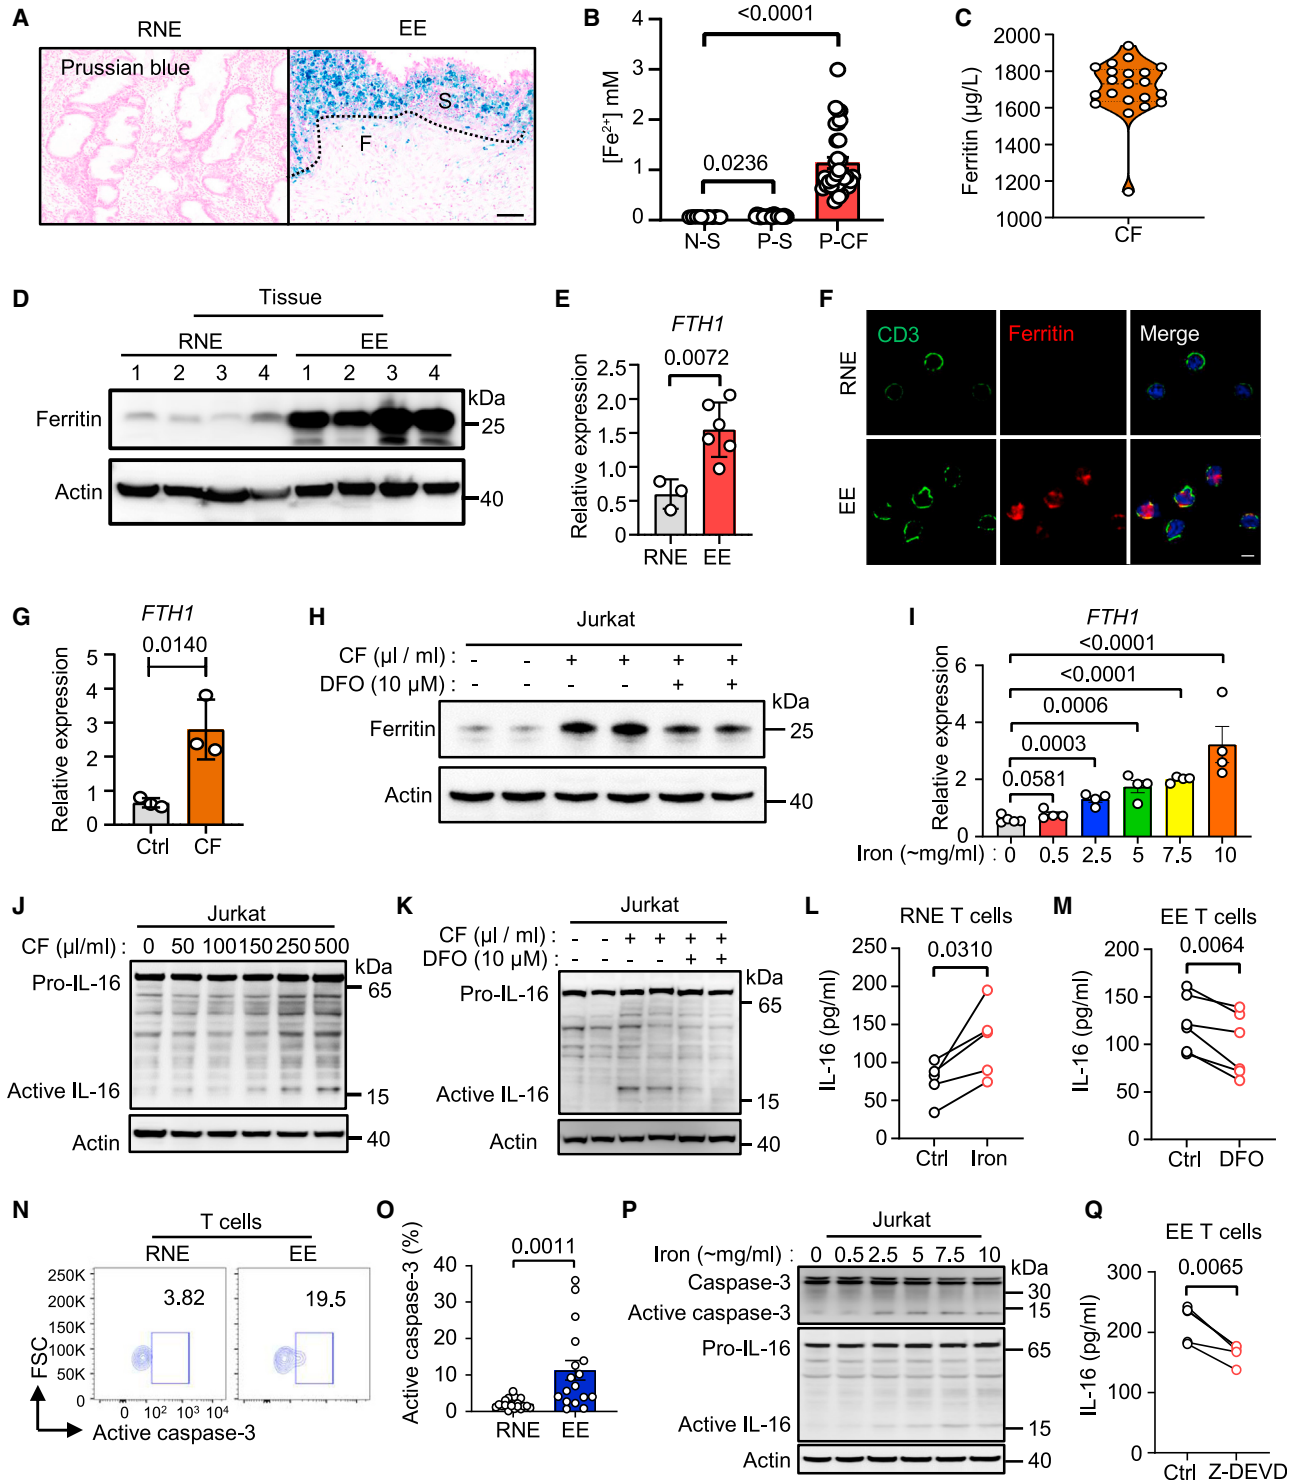 A
RNE
EE
Prussian blue
S
F
B
<0.0001
0.0236
[Fe²⁺] mM
4
3
2
1
0
N-S
P-S
P-CF
C
Ferritin (µg/L)
2000
1800
1600
1400
1200
1000
CF
D
Tissue
RNE
EE
1 2 3 4 1 2 3 4
kDa
Ferritin
25
Actin
40
E
FTH1
0.0072
Relative expression
2.5
2.0
1.5
1.0
0.5
0
RNE
EE
F
CD3
Ferritin
Merge
RNE
EE
G
FTH1
0.0140
Relative expression
5
4
3
2
1
0
Ctrl
CF
H
Jurkat
CF (µl / ml) : - - + + + +
DFO (10 µM) : - - - - + +
kDa
Ferritin
25
Actin
40
I
FTH1
<0.0001
<0.0001
0.0006
0.0003
0.0581
Relative expression
6
4
2
0
Iron (~mg/ml) : 0 0.5 2.5 5 7.5 10
J
Jurkat
CF (µl/ml) : 0 50 100 150 250 500
kDa
Pro-IL-16
65
Active IL-16
15
Actin
40
K
Jurkat
CF (µl / ml) : - - + + + +
DFO (10 µM) : - - - - + +
kDa
Pro-IL-16
65
Active IL-16
15
Actin
40
L
RNE T cells
0.0310
IL-16 (pg/ml)
250
200
150
100
50
0
Ctrl
Iron
M
EE T cells
0.0064
IL-16 (pg/ml)
200
150
100
50
0
Ctrl
DFO
N
T cells
RNE
EE
250K
200K
150K
100K
50K
0
3.82
19.5
FSC
0 10² 10³ 10⁴
0 10² 10³ 10⁴
Active caspase-3
O
0.0011
Active caspase-3 (%)
40
30
20
10
0
RNE
EE
P
Jurkat
Iron (~mg/ml) : 0 0.5 2.5 5 7.5 10
kDa
Caspase-3
30
Active caspase-3
15
Pro-IL-16
65
Active IL-16
15
Actin
40
Q
EE T cells
0.0065
IL-16 (pg/ml)
300
200
100
0
Ctrl
Z-DEVD